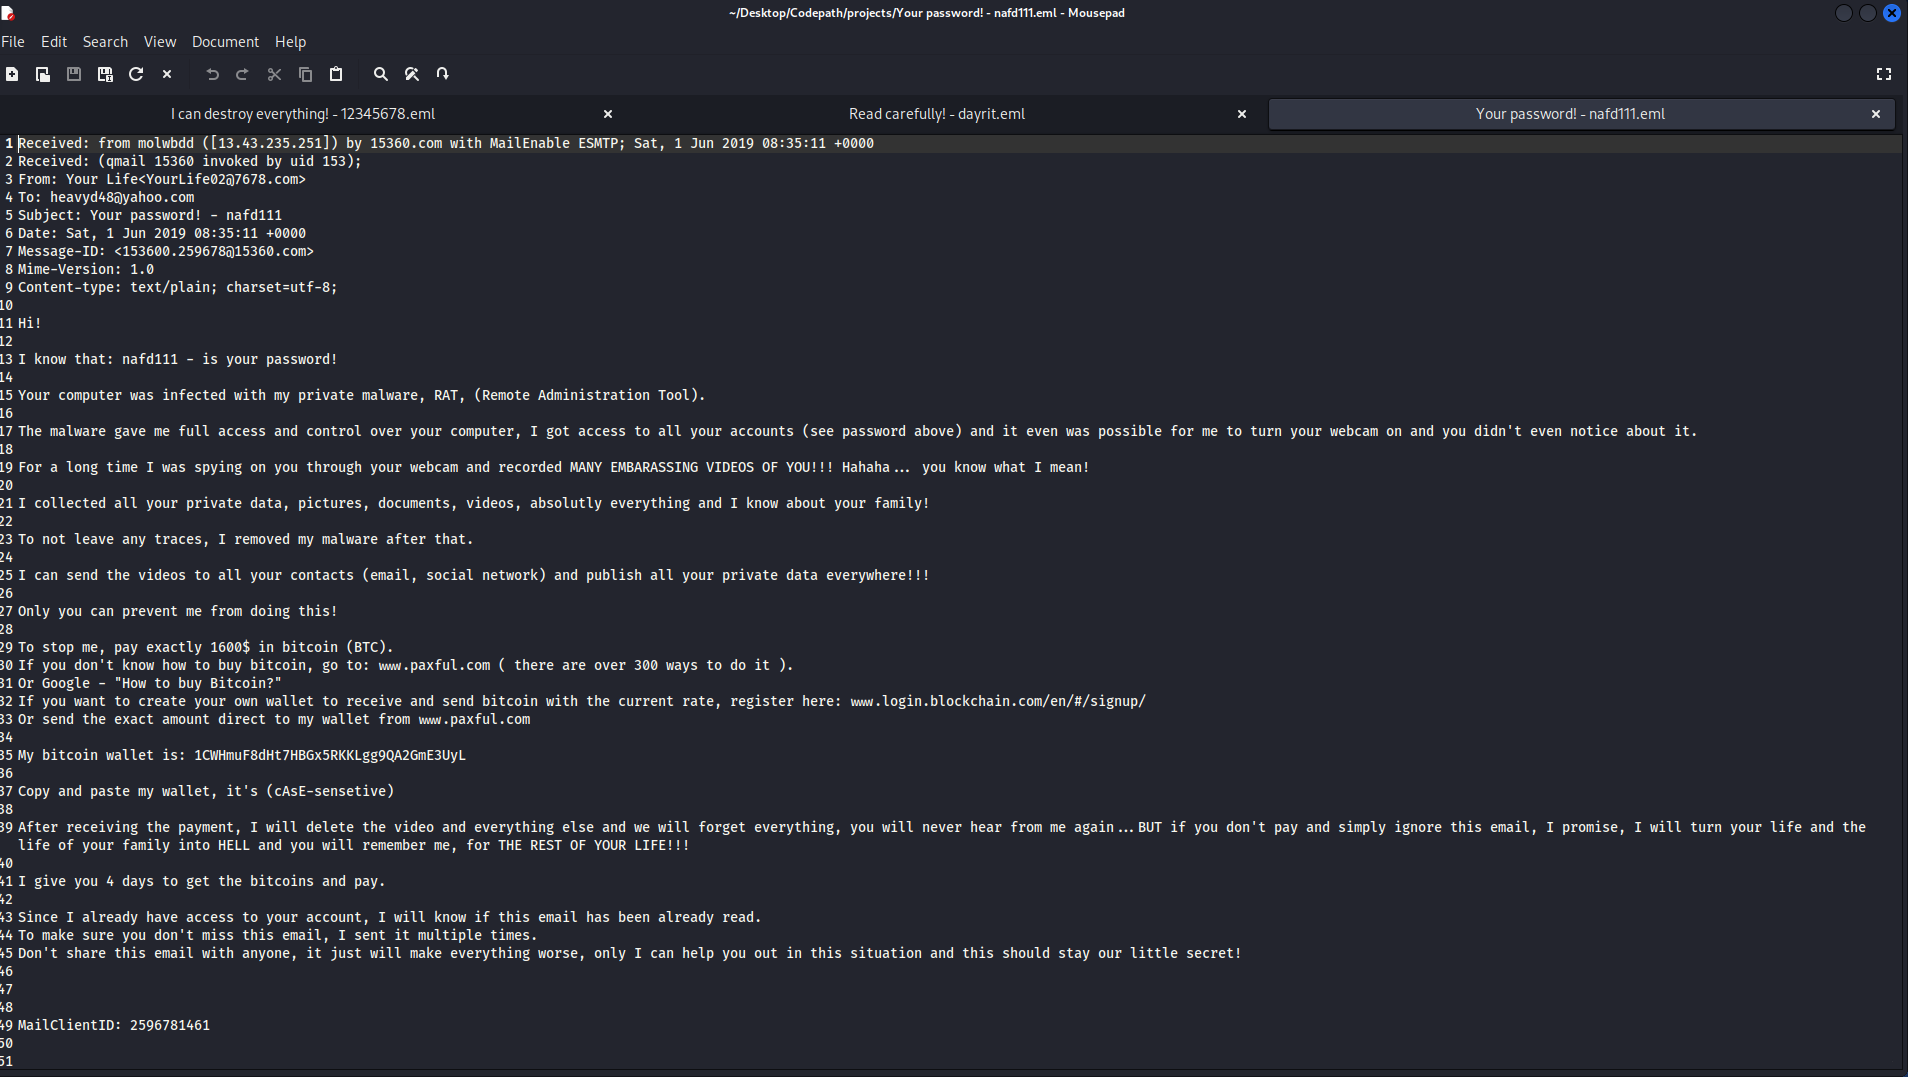 ~/Desktop/Codepath/projects/Your password! - nafd111.eml - Mousepad
File Edit Search View Document Help
I can destroy everything! - 12345678.eml Read carefully! - dayrit.eml Your password! - nafd111.eml
1 Received: from molwbdd ([13.43.235.251]) by 15360.com with MailEnable ESMTP; Sat, 1 Jun 2019 08:35:11 +0000
2 Received: (qmail 15360 invoked by uid 153);
3 From: Your Life<YourLife02@7678.com>
4 To: heavyd48@yahoo.com
5 Subject: Your password! - nafd111
6 Date: Sat, 1 Jun 2019 08:35:11 +0000
7 Message-ID: <153600.259678@15360.com>
8 Mime-Version: 1.0
9 Content-type: text/plain; charset=utf-8;
10
11 Hi!
12
13 I know that: nafd111 - is your password!
14
15 Your computer was infected with my private malware, RAT, (Remote Administration Tool).
16
17 The malware gave me full access and control over your computer, I got access to all your accounts (see password above) and it even was possible for me to turn your webcam on and you didn't even notice about it.
18
19 For a long time I was spying on you through your webcam and recorded MANY EMBARASSING VIDEOS OF YOU!!! Hahaha... you know what I mean!
20
21 I collected all your private data, pictures, documents, videos, absolutly everything and I know about your family!
22
23 To not leave any traces, I removed my malware after that.
24
25 I can send the videos to all your contacts (email, social network) and publish all your private data everywhere!!!
26
27 Only you can prevent me from doing this!
28
29 To stop me, pay exactly 1600$ in bitcoin (BTC).
30 If you don't know how to buy bitcoin, go to: www.paxful.com ( there are over 300 ways to do it ).
31 Or Google - "How to buy Bitcoin?"
32 If you want to create your own wallet to receive and send bitcoin with the current rate, register here: www.login.blockchain.com/en/#/signup/
33 Or send the exact amount direct to my wallet from www.paxful.com
34
35 My bitcoin wallet is: 1CWHmuF8dHt7HBGx5RKKLgg9QA2GmE3UyL
36
37 Copy and paste my wallet, it's (cAsE-sensetive)
38
39 After receiving the payment, I will delete the video and everything else and we will forget everything, you will never hear from me again...BUT if you don't pay and simply ignore this email, I promise, I will turn your life and the
life of your family into HELL and you will remember me, for THE REST OF YOUR LIFE!!!
40
41 I give you 4 days to get the bitcoins and pay.
42
43 Since I already have access to your account, I will know if this email has been already read.
44 To make sure you don't miss this email, I sent it multiple times.
45 Don't share this email with anyone, it just will make everything worse, only I can help you out in this situation and this should stay our little secret!
46
47
48
49 MailClientID: 2596781461
50
51